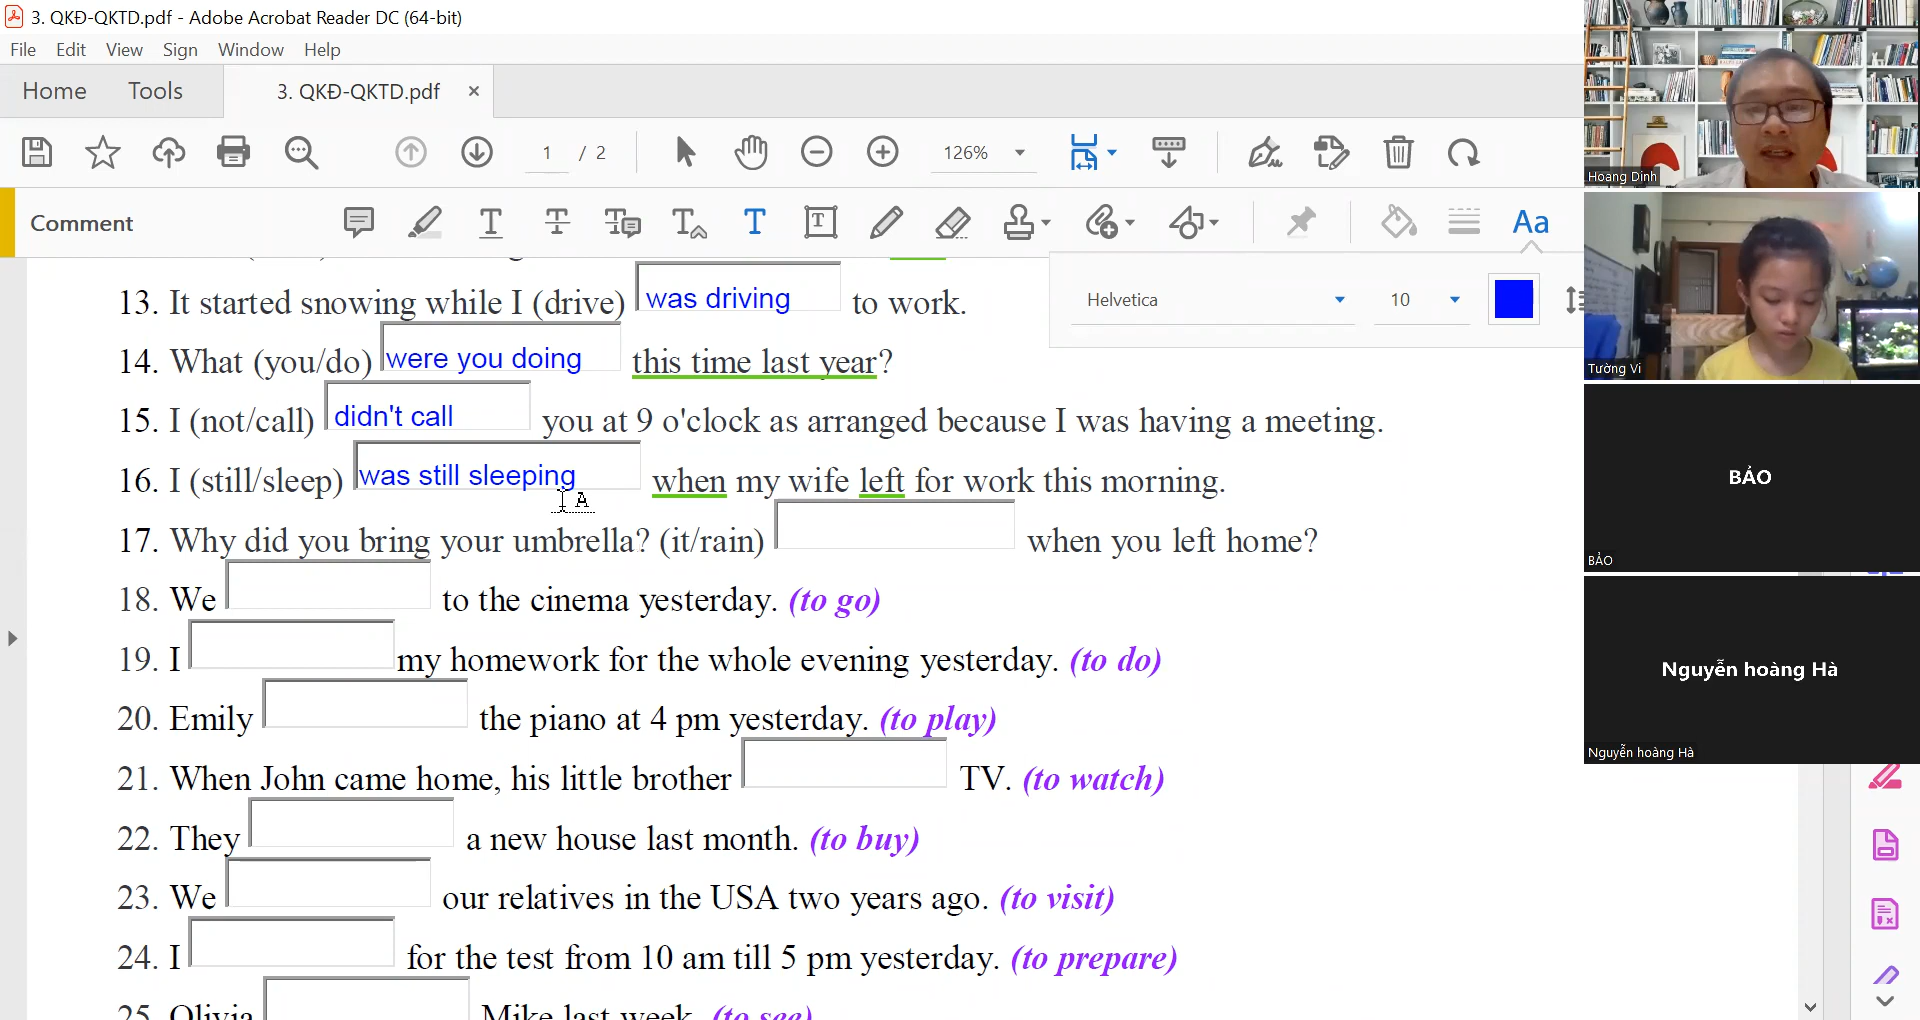 3. QKĐ-QKTD.pdf - Adobe Acrobat Reader DC (64-bit)
File Edit View Sign Window Help
Home Tools 3. QKĐ-QKTD.pdf ×
1 / 2 126%
Comment
Aa
Helvetica 10
13. It started snowing while I (drive) was driving to work.
14. What (you/do) were you doing this time last year?
15. I (not/call) didn't call you at 9 o'clock as arranged because I was having a meeting.
16. I (still/sleep) was still sleeping when my wife left for work this morning.
17. Why did you bring your umbrella? (it/rain) when you left home?
18. We to the cinema yesterday. (to go)
19. I my homework for the whole evening yesterday. (to do)
20. Emily the piano at 4 pm yesterday. (to play)
21. When John came home, his little brother TV. (to watch)
22. They a new house last month. (to buy)
23. We our relatives in the USA two years ago. (to visit)
24. I for the test from 10 am till 5 pm yesterday. (to prepare)
25. Olivia Mike last week. (to see)
Hoang Dinh
Tường Vi
BẢO
BẢO
Nguyễn hoàng Hà
Nguyễn hoàng Hà